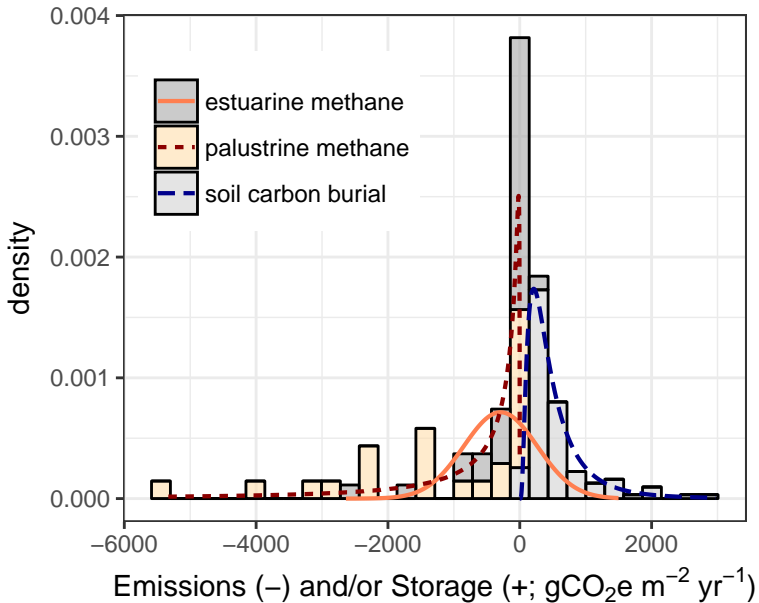 0.004
0.003
0.002
0.001
0.000
density
estuarine methane
palustrine methane
soil carbon burial
−6000 −4000 −2000 0 2000
Emissions (−) and/or Storage (+; gCO₂e m⁻² yr⁻¹)